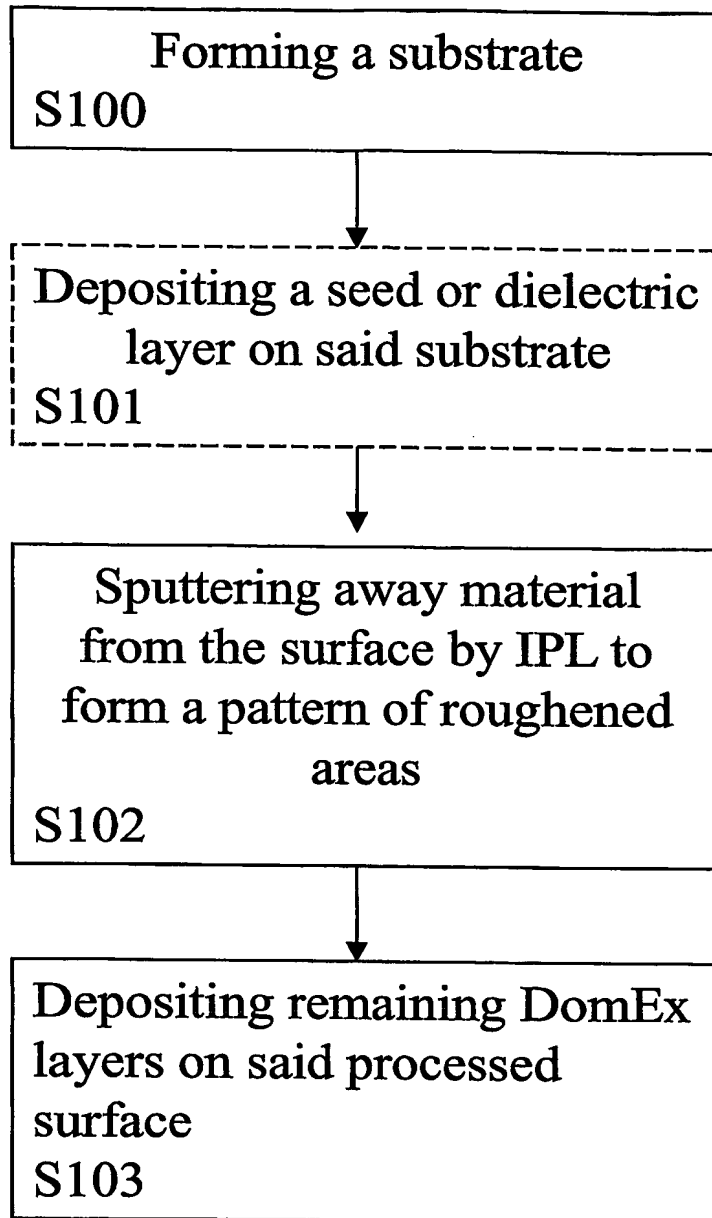 Forming a substrate
S100
Depositing a seed or dielectric
layer on said substrate
S101
Sputtering away material
from the surface by IPL to
form a pattern of roughened
areas
S102
Depositing remaining DomEx
layers on said processed
surface
S103